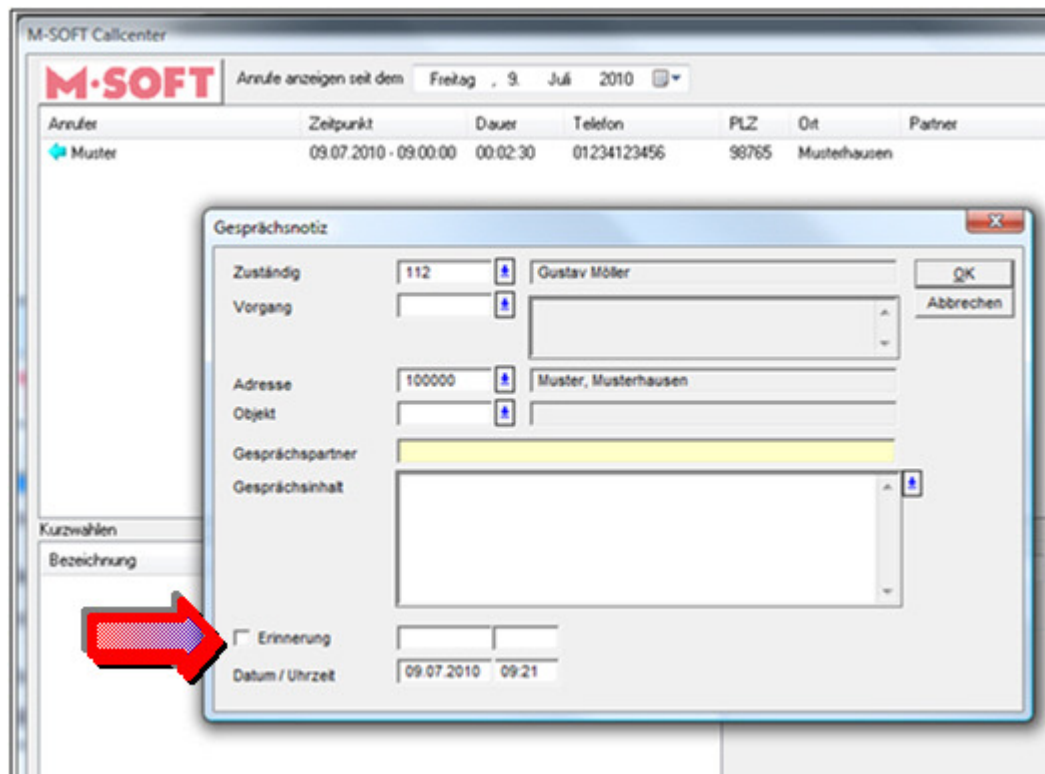 M-SOFT Callcenter
M·SOFT Anrufe anzeigen seit dem Freitag , 9. Juli 2010
Anrufer Zeitpunkt Dauer Telefon PLZ Ort Partner
Muster 09.07.2010 - 09:00:00 00:02:30 01234123456 98765 Musterhausen
Gesprächsnotiz
Zuständig 112 Gustav Möller OK
Vorgang Abbrechen
Adresse 100000 Muster, Musterhausen
Objekt
Gesprächspartner
Gesprächsinhalt
Kurzwahlen
Bezeichnung
Erinnerung
Datum / Uhrzeit 09.07.2010 09:21